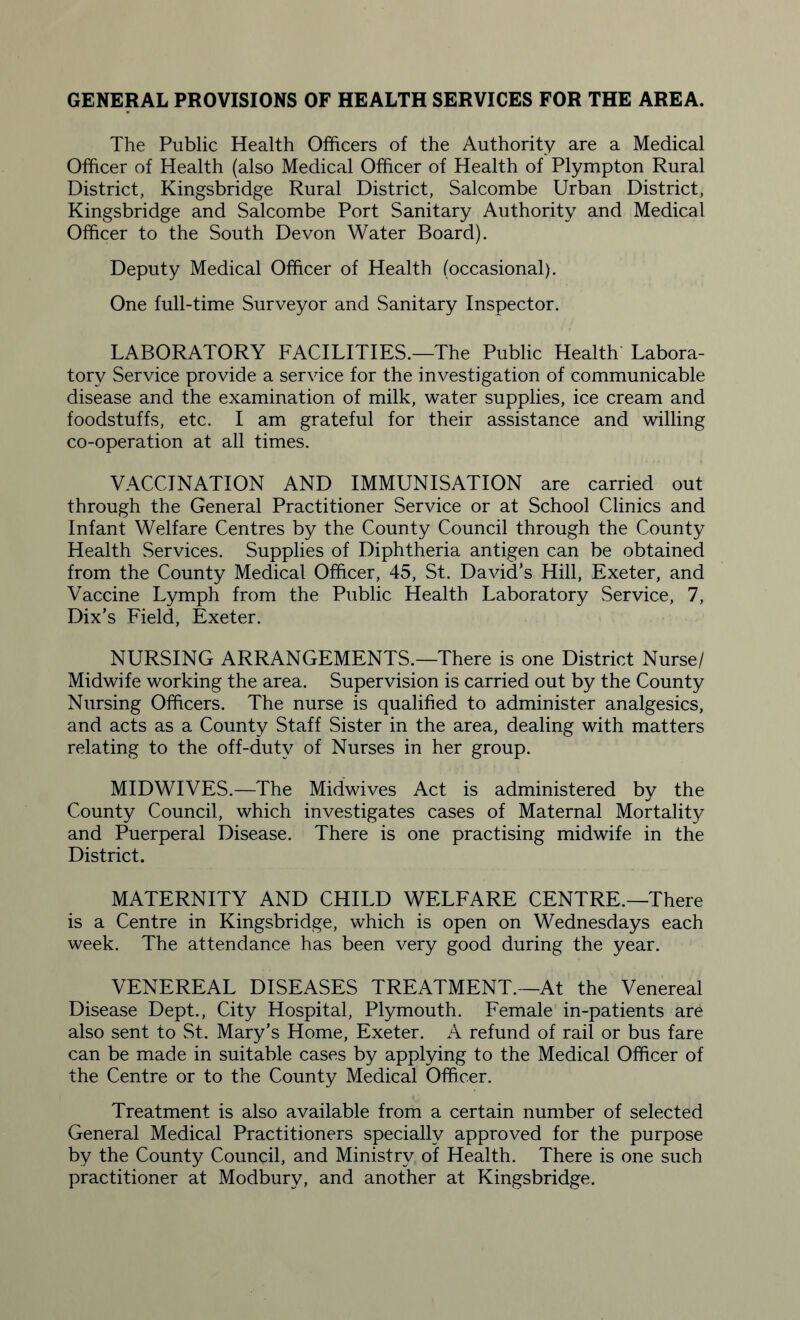 GENERAL PROVISIONS OF HEALTH SERVICES FOR THE AREA.
The Public Health Officers of the Authority are a Medical
Officer of Health (also Medical Officer of Health of Plympton Rural
District, Kingsbridge Rural District, Salcombe Urban District,
Kingsbridge and Salcombe Port Sanitary Authority and Medical
Officer to the South Devon Water Board).
Deputy Medical Officer of Health (occasional).
One full-time Surveyor and Sanitary Inspector.
LABORATORY FACILITIES.—The Public Health Labora-
tory Service provide a service for the investigation of communicable
disease and the examination of milk, water supplies, ice cream and
foodstuffs, etc. I am grateful for their assistance and willing
co-operation at all times.
VACCINATION AND IMMUNISATION are carried out
through the General Practitioner Service or at School Clinics and
Infant Welfare Centres by the County Council through the County
Health Services. Supplies of Diphtheria antigen can be obtained
from the County Medical Officer, 45, St. David's Hill, Exeter, and
Vaccine Lymph from the Public Health Laboratory Service, 7,
Dix's Field, Exeter.
NURSING ARRANGEMENTS.—There is one District Nurse/
Midwife working the area. Supervision is carried out by the County
Nursing Officers. The nurse is qualified to administer analgesics,
and acts as a County Staff Sister in the area, dealing with matters
relating to the off-duty of Nurses in her group.
MIDWIVES.—The Midwives Act is administered by the
County Council, which investigates cases of Maternal Mortality
and Puerperal Disease. There is one practising midwife in the
District.
MATERNITY AND CHILD WELFARE CENTRE.—There
is a Centre in Kingsbridge, which is open on Wednesdays each
week. The attendance has been very good during the year.
VENEREAL DISEASES TREATMENT.—At the Venereal
Disease Dept., City Hospital, Plymouth. Female in-patients are
also sent to St. Mary's Home, Exeter. A refund of rail or bus fare
can be made in suitable cases by applying to the Medical Officer of
the Centre or to the County Medical Officer.
Treatment is also available from a certain number of selected
General Medical Practitioners specially approved for the purpose
by the County Council, and Ministry of Health. There is one such
practitioner at Modbury, and another at Kingsbridge.